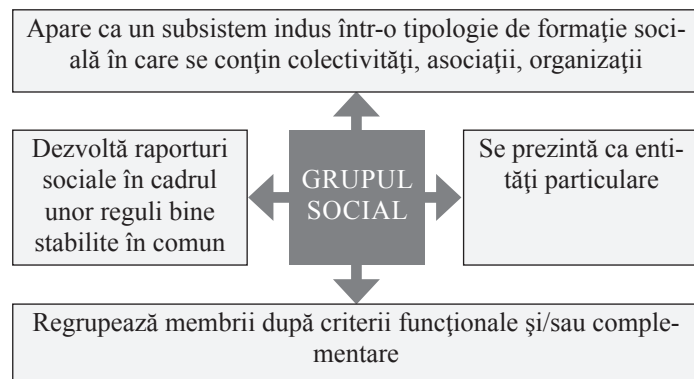 Apare ca un subsistem indus într-o tipologie de formaţie soci-
ală în care se conţin colectivităţi, asociaţii, organizaţii
Dezvoltă raporturi
sociale în cadrul
unor reguli bine
stabilite în comun
GRUPUL
SOCIAL
Se prezintă ca enti-
tăţi particulare
Regrupează membrii după criterii funcţionale şi/sau comple-
mentare